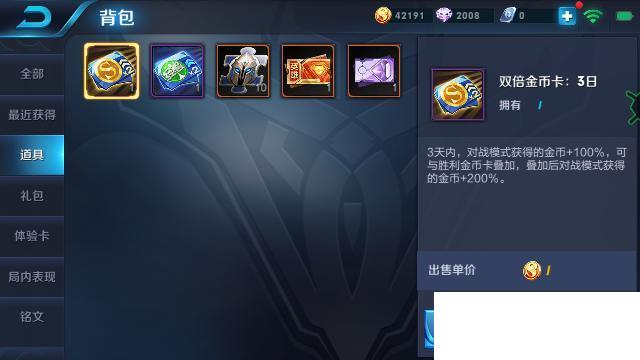 背包
42191
2008
0
全部
最近获得
道具
礼包
体验卡
局内表现
铭文
1
1
10
英雄
1
1
双倍金币卡：3日
拥有 /
3天内，对战模式获得的金币+100%，可
与胜利金币卡叠加，叠加后对战模式获得
的金币+200%。
出售单价
/